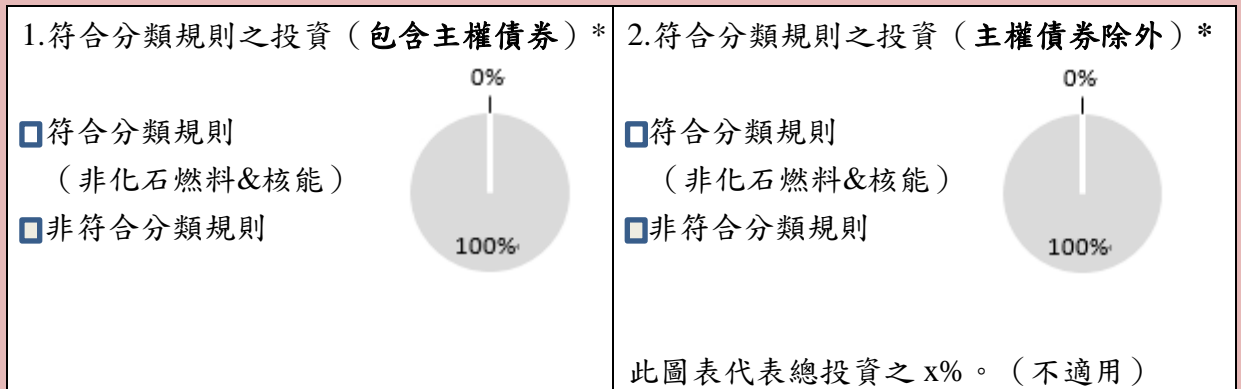 1.符合分類規則之投資（包含主權債券）*
0%
符合分類規則
（非化石燃料&核能）
非符合分類規則
100%
2.符合分類規則之投資（主權債券除外）*
0%
符合分類規則
（非化石燃料&核能）
非符合分類規則
100%
此圖表代表總投資之 x%。（不適用）